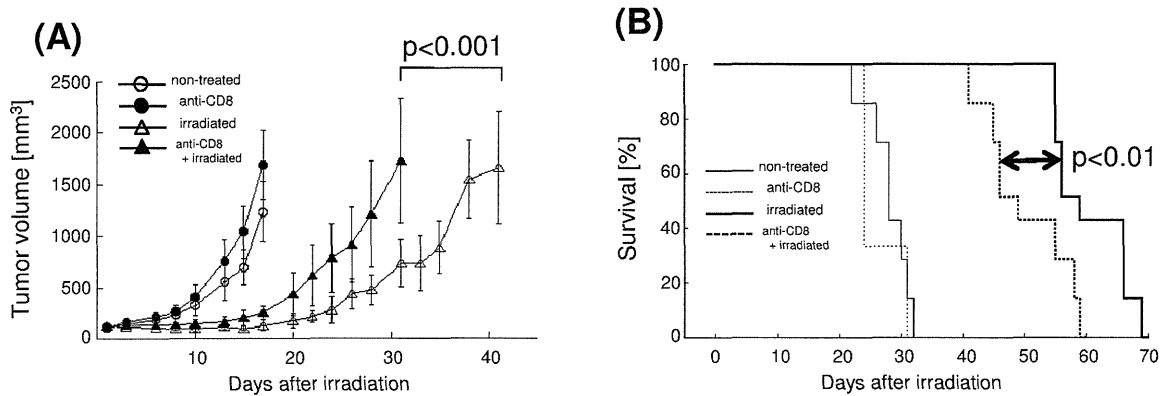 (A)
p<0.001
Tumor volume [mm³]
2500
2000
1500
1000
500
0
10
20
30
40
Days after irradiation
non-treated
anti-CD8
irradiated
anti-CD8
+ irradiated
(B)
Survival [%]
100
80
60
40
20
0
0
10
20
30
40
50
60
70
Days after irradiation
non-treated
anti-CD8
irradiated
anti-CD8
+ irradiated
p<0.01